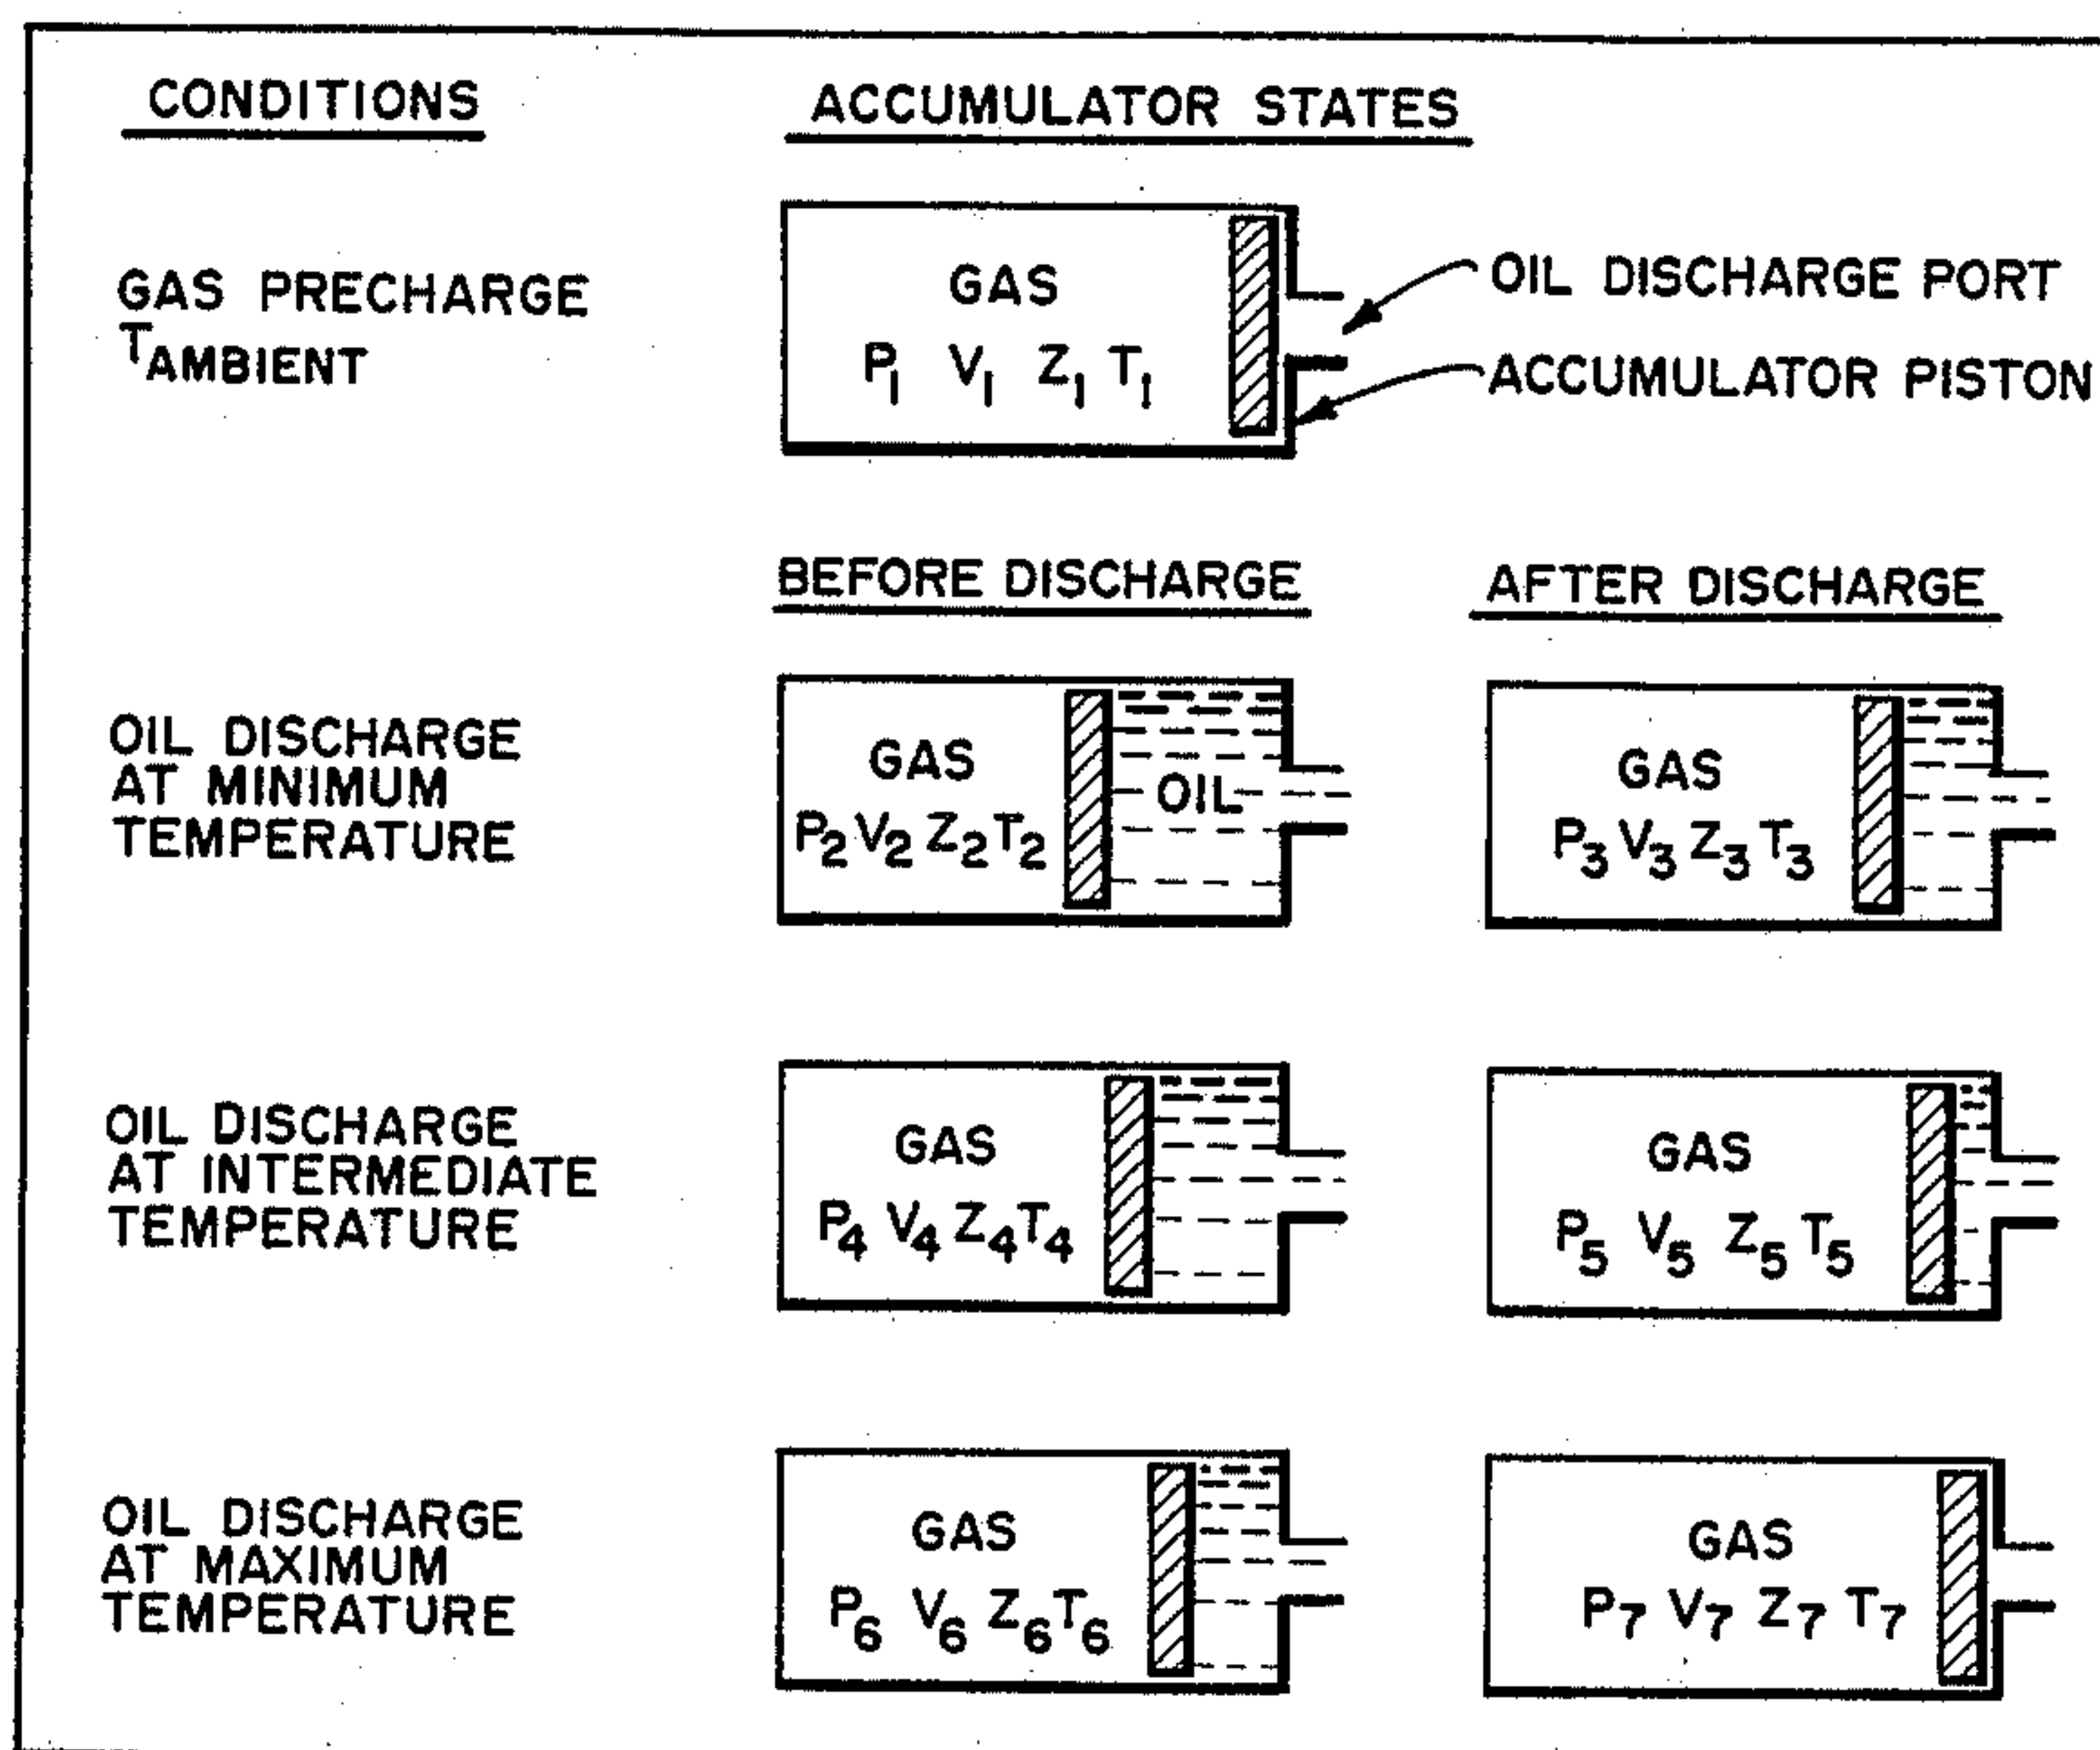 CONDITIONS
ACCUMULATOR STATES
GAS PRECHARGE
TAMBIENT
GAS
P1 V1 Z1 T1
OIL DISCHARGE PORT
ACCUMULATOR PISTON
BEFORE DISCHARGE
AFTER DISCHARGE
OIL DISCHARGE
AT MINIMUM
TEMPERATURE
GAS
P2 V2 Z2 T2
OIL
GAS
P3 V3 Z3 T3
OIL DISCHARGE
AT INTERMEDIATE
TEMPERATURE
GAS
P4 V4 Z4 T4
GAS
P5 V5 Z5 T5
OIL DISCHARGE
AT MAXIMUM
TEMPERATURE
GAS
P6 V6 Z6 T6
GAS
P7 V7 Z7 T7